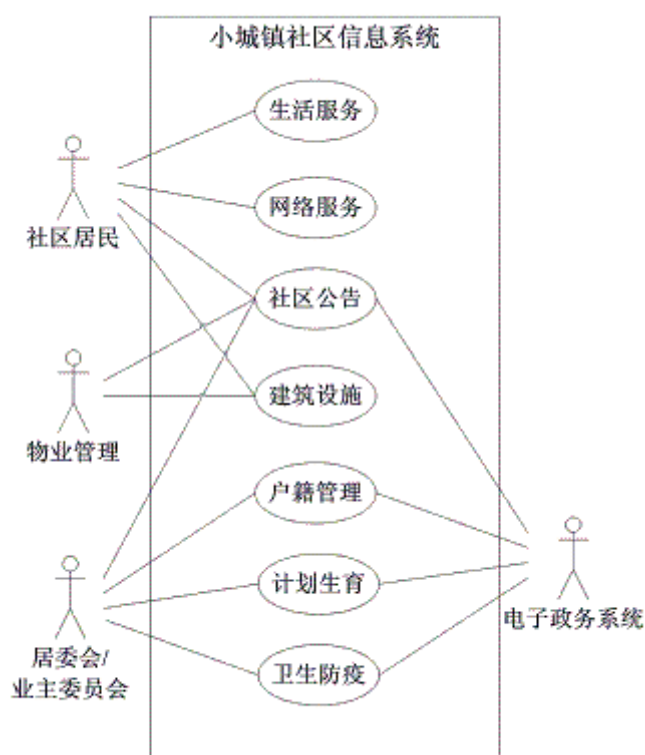 小城镇社区信息系统
生活服务
网络服务
社区居民
社区公告
建筑设施
物业管理
户籍管理
计划生育
电子政务系统
居委会/
业主委员会
卫生防疫